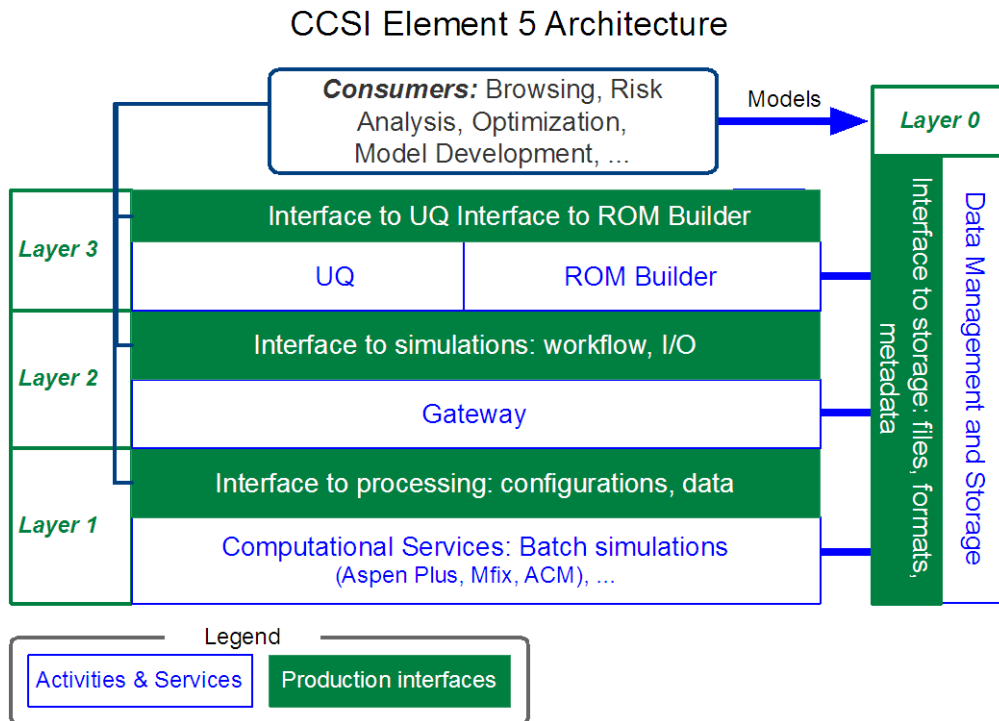 CCSI Element 5 Architecture
Consumers: Browsing, Risk
Analysis, Optimization,
Model Development, ...
Models
Layer 0
Layer 3
Interface to UQ Interface to ROM Builder
UQ
ROM Builder
Layer 2
Interface to simulations: workflow, I/O
Gateway
Layer 1
Interface to processing: configurations, data
Computational Services: Batch simulations
(Aspen Plus, Mfix, ACM), ...
Interface to storage: files, formats,
metadata
Data Management and Storage
Legend
Activities & Services
Production interfaces